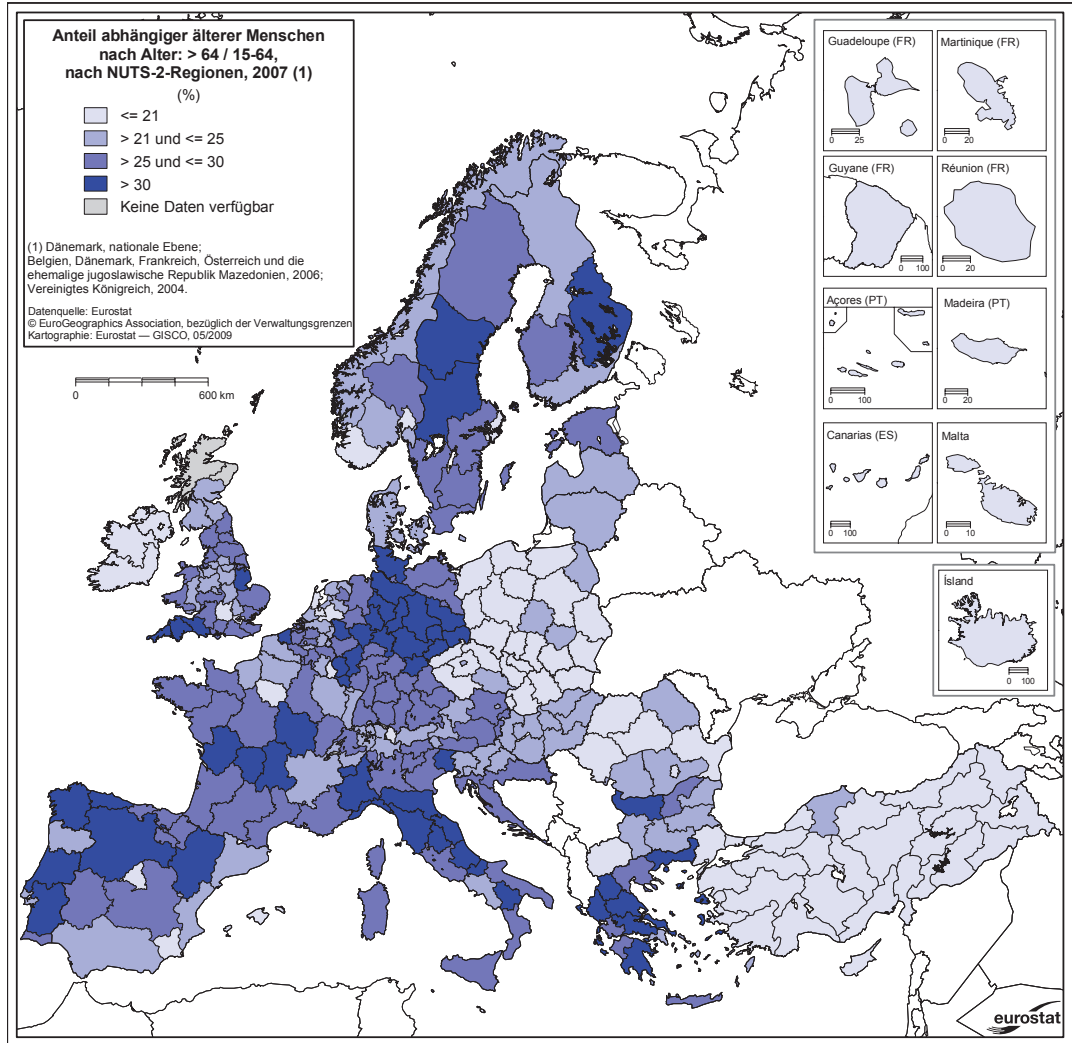 Anteil abhängiger älterer Menschen
nach Alter: > 64 / 15-64,
nach NUTS-2-Regionen, 2007 (1)
(%)
<= 21
> 21 und <= 25
> 25 und <= 30
> 30
Keine Daten verfügbar
(1) Dänemark, nationale Ebene;
Belgien, Dänemark, Frankreich, Österreich und die
ehemalige jugoslawische Republik Mazedonien, 2006;
Vereinigtes Königreich, 2004.
Datenquelle: Eurostat
© EuroGeographics Association, bezüglich der Verwaltungsgrenzen
Kartographie: Eurostat — GISCO, 05/2009
0 600 km
Guadeloupe (FR)
0 25
Martinique (FR)
0 20
Guyane (FR)
0 100
Réunion (FR)
0 20
Açores (PT)
0 100
Madeira (PT)
0 20
Canarias (ES)
0 100
Malta
0 10
Ísland
0 100
eurostat